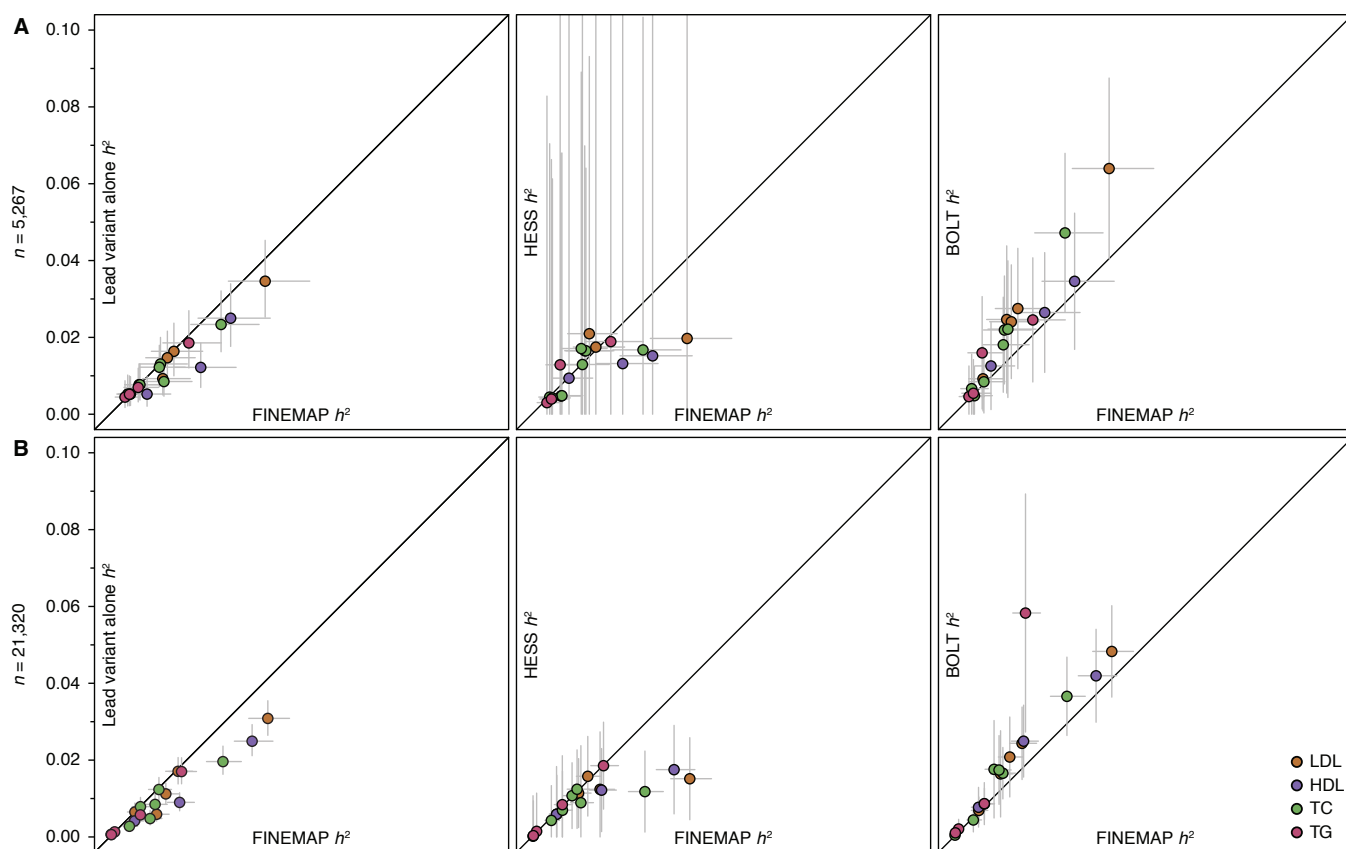 A
0.10
0.08
0.06
0.04
0.02
0.00
n = 5,267
Lead variant alone h²
FINEMAP h²
HESS h²
FINEMAP h²
BOLT h²
FINEMAP h²
B
0.10
0.08
0.06
0.04
0.02
0.00
n = 21,320
Lead variant alone h²
FINEMAP h²
HESS h²
FINEMAP h²
BOLT h²
FINEMAP h²
LDL
HDL
TC
TG